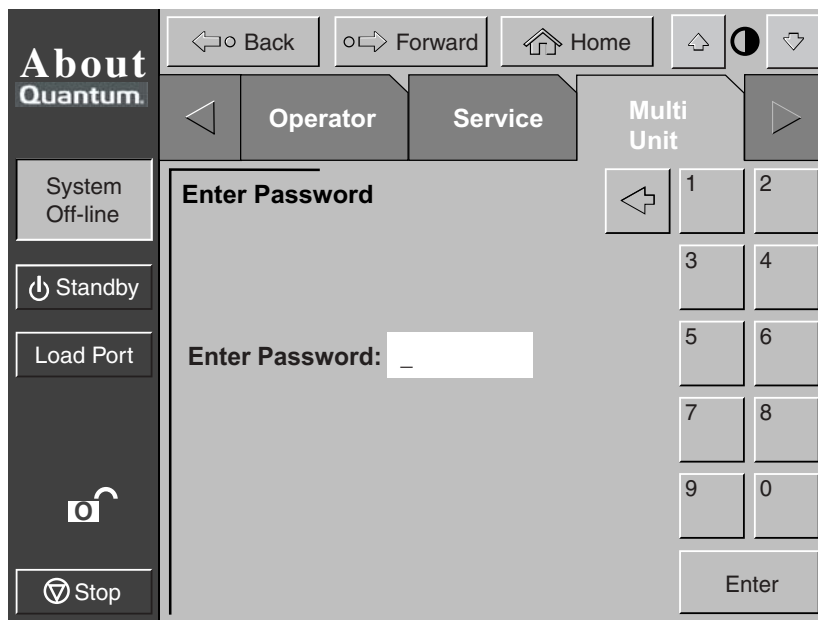 About
Quantum.
System
Off-line
Standby
Load Port
O
Stop
Back
Forward
Home
Operator
Service
Multi
Unit
Enter Password
Enter Password: _
1 2
3 4
5 6
7 8
9 0
Enter